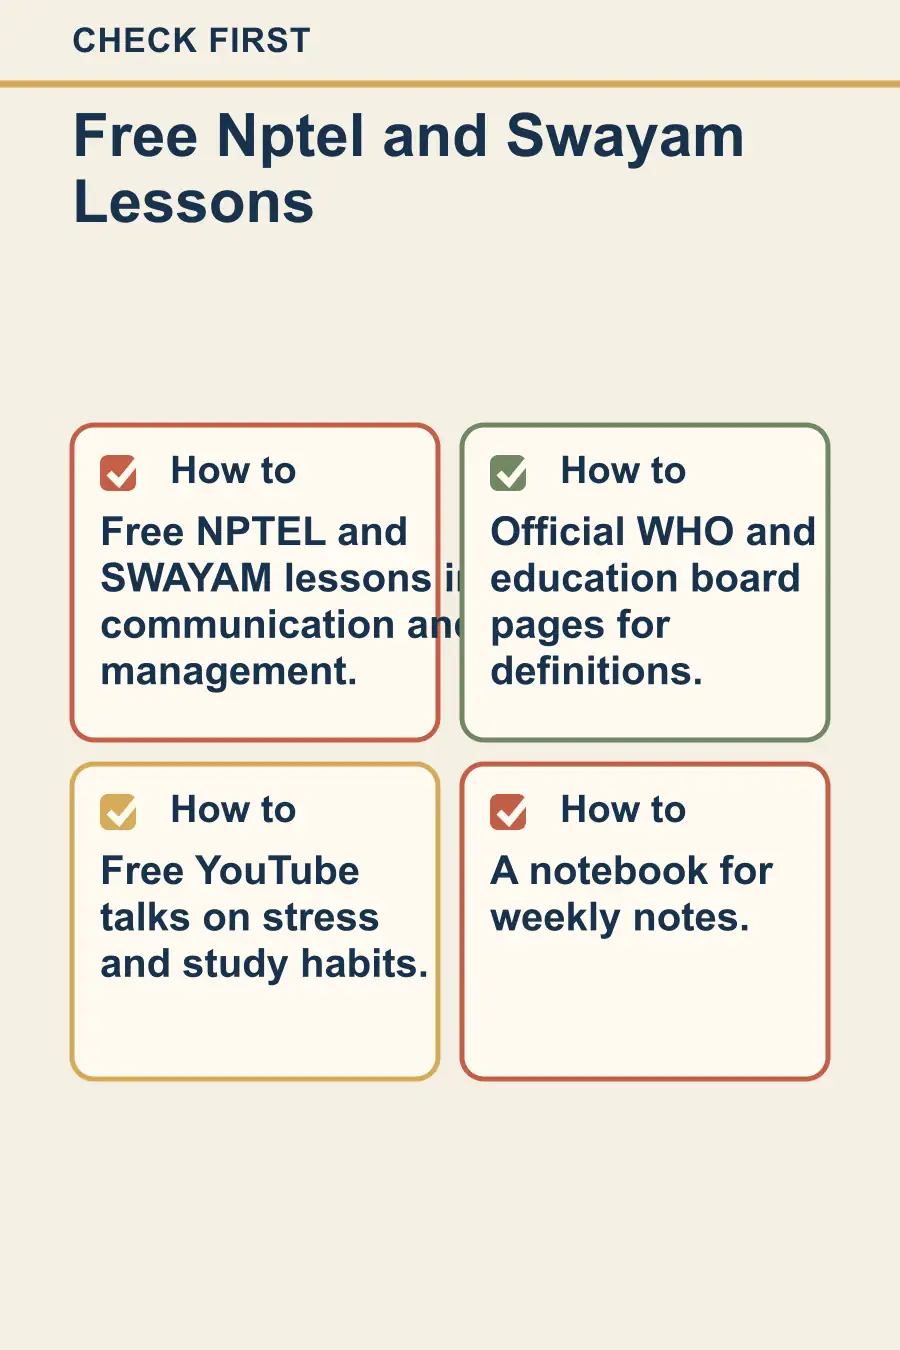 CHECK FIRST
Free Nptel and Swayam
Lessons
How to
Free NPTEL and
SWAYAM lessons
communication
management.
How to
Official WHO and
education board
pages for
definitions.
How to
Free YouTube
talks on stress
and study habits.
How to
A notebook for
weekly notes.